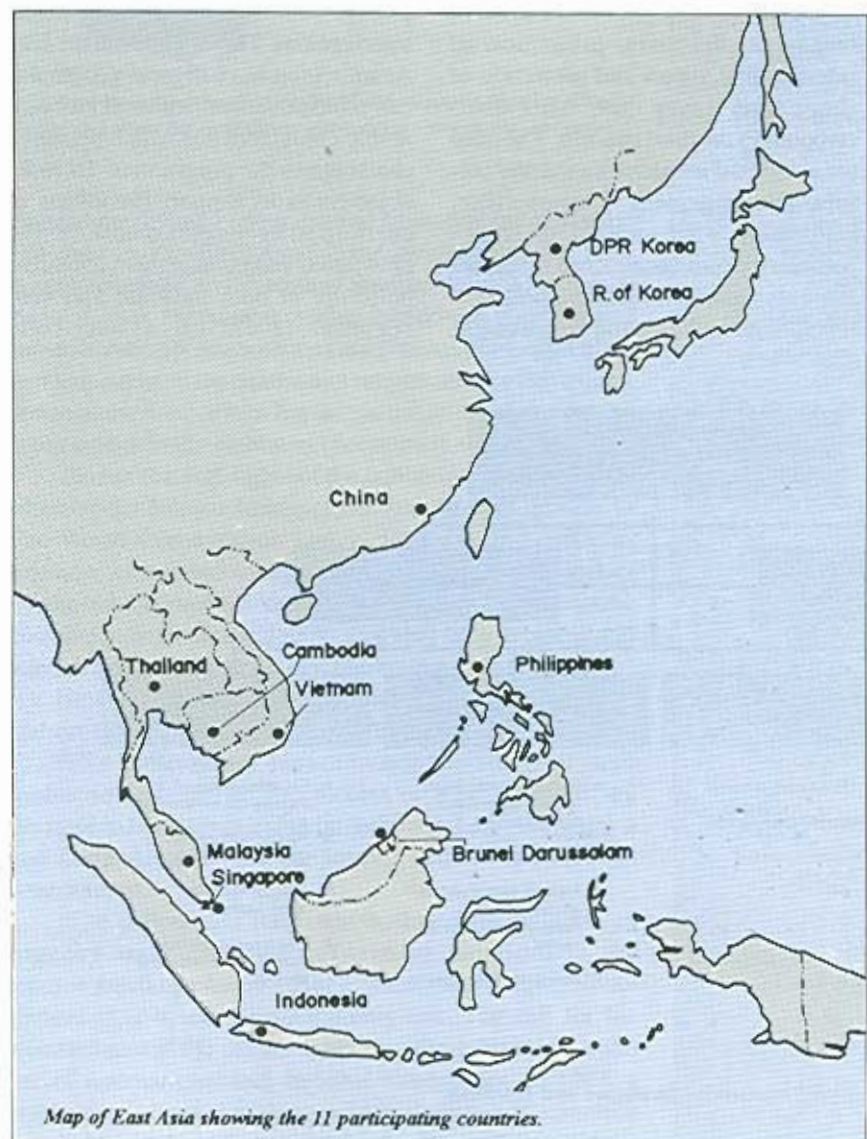 DPR Korea
R. of Korea
China
Cambodia
Thailand
Vietnam
Philippines
Malaysia
Brunei Darussalam
Singapore
Indonesia
Map of East Asia showing the 11 participating countries.